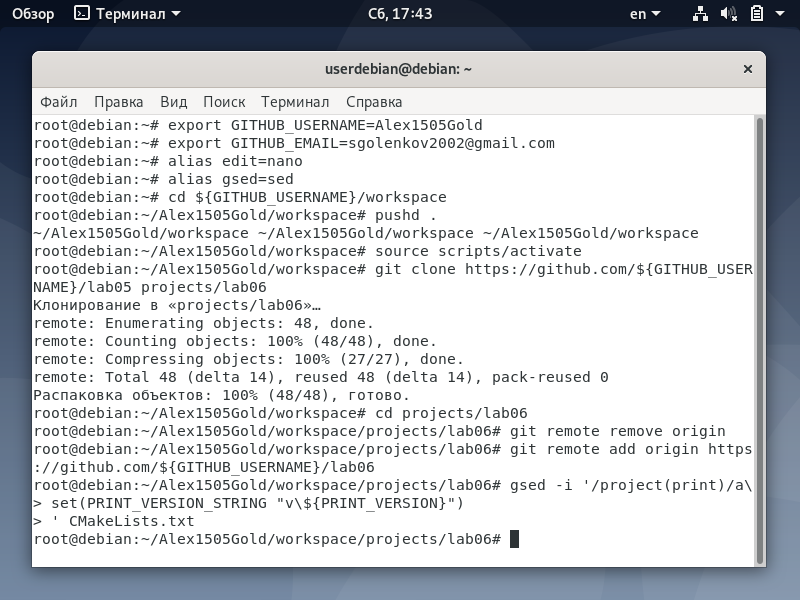 Обзор Терминал Сб, 17:43 en
userdebian@debian: ~ ×
Файл Правка Вид Поиск Терминал Справка
root@debian:~# export GITHUB_USERNAME=Alex1505Gold
root@debian:~# export GITHUB_EMAIL=sgolenkov2002@gmail.com
root@debian:~# alias edit=nano
root@debian:~# alias gsed=sed
root@debian:~# cd ${GITHUB_USERNAME}/workspace
root@debian:~/Alex1505Gold/workspace# pushd .
~/Alex1505Gold/workspace ~/Alex1505Gold/workspace ~/Alex1505Gold/workspace
root@debian:~/Alex1505Gold/workspace# source scripts/activate
root@debian:~/Alex1505Gold/workspace# git clone https://github.com/${GITHUB_USER
NAME}/lab05 projects/lab06
Клонирование в «projects/lab06»…
remote: Enumerating objects: 48, done.
remote: Counting objects: 100% (48/48), done.
remote: Compressing objects: 100% (27/27), done.
remote: Total 48 (delta 14), reused 48 (delta 14), pack-reused 0
Распаковка объектов: 100% (48/48), готово.
root@debian:~/Alex1505Gold/workspace# cd projects/lab06
root@debian:~/Alex1505Gold/workspace/projects/lab06# git remote remove origin
root@debian:~/Alex1505Gold/workspace/projects/lab06# git remote add origin https
://github.com/${GITHUB_USERNAME}/lab06
root@debian:~/Alex1505Gold/workspace/projects/lab06# gsed -i '/project(print)/a\
> set(PRINT_VERSION_STRING "v\${PRINT_VERSION}")
> ' CMakeLists.txt
root@debian:~/Alex1505Gold/workspace/projects/lab06#